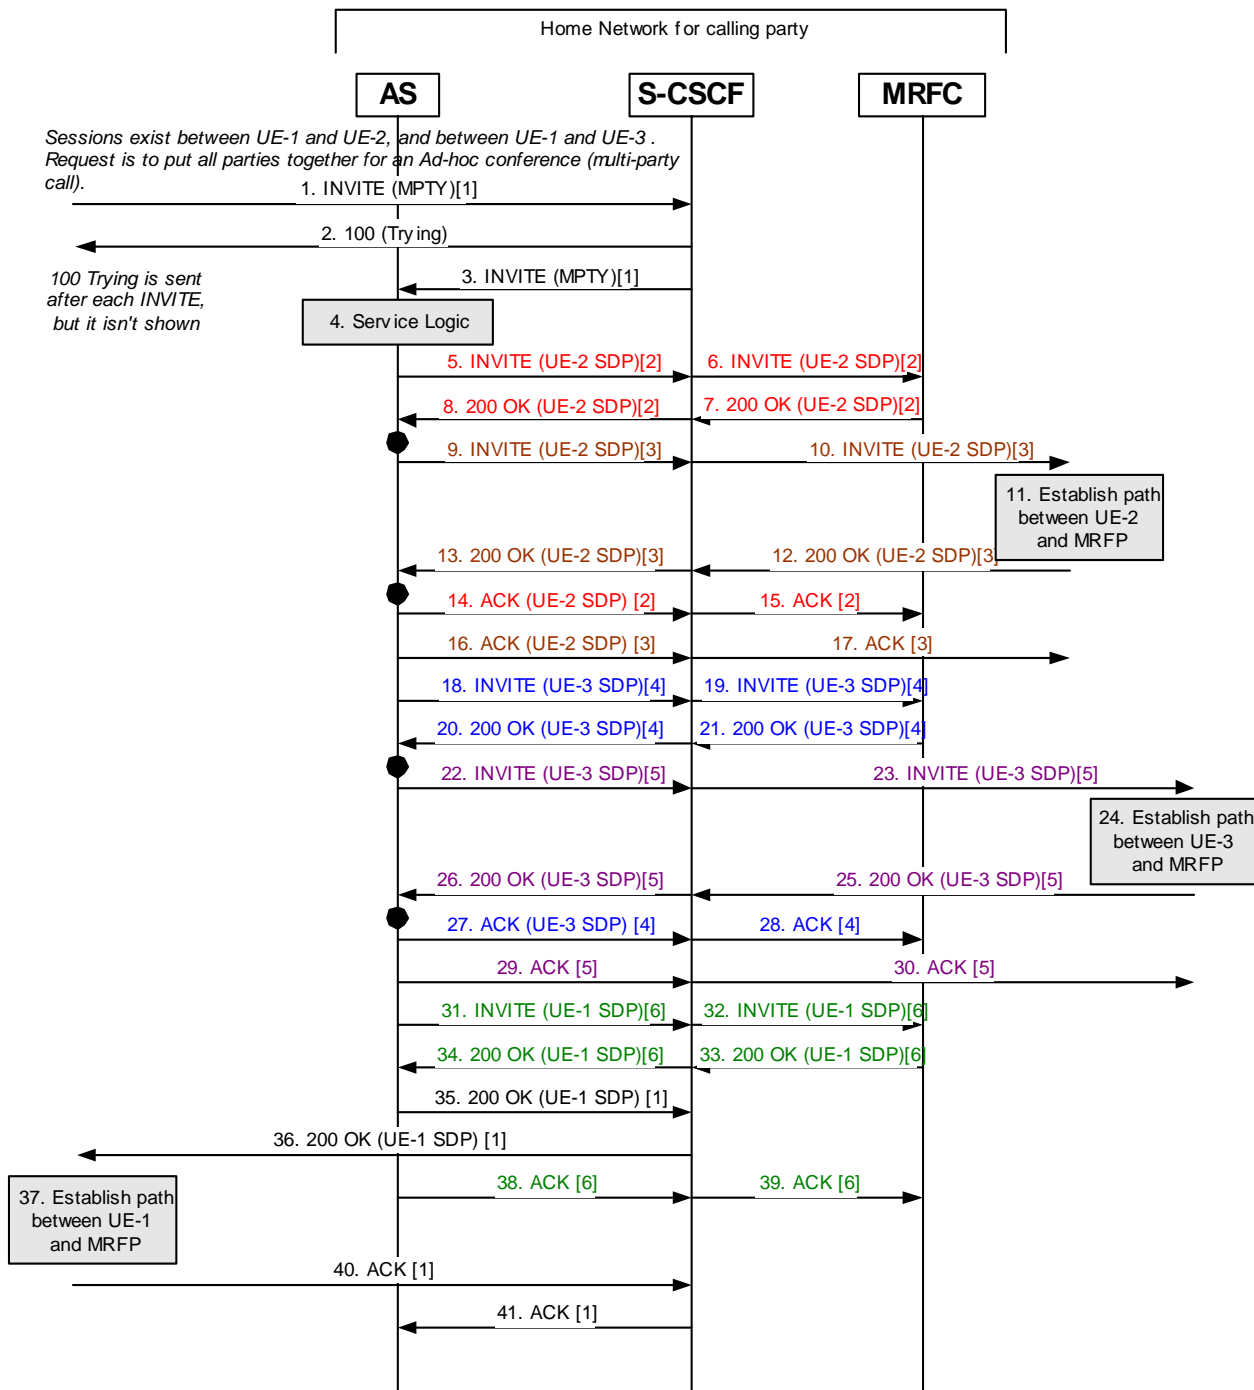 Home Network for calling party
AS
S-CSCF
MRFC
Sessions exist between UE-1 and UE-2, and between UE-1 and UE-3 .
Request is to put all parties together for an Ad-hoc conference (multi-party
call).
1. INVITE (MPTY)[1]
2. 100 (Trying)
100 Trying is sent
after each INVITE,
but it isn't shown
3. INVITE (MPTY)[1]
4. Service Logic
5. INVITE (UE-2 SDP)[2]
6. INVITE (UE-2 SDP)[2]
8. 200 OK (UE-2 SDP)[2]
7. 200 OK (UE-2 SDP)[2]
9. INVITE (UE-2 SDP)[3]
10. INVITE (UE-2 SDP)[3]
11. Establish path
between UE-2
and MRFP
13. 200 OK (UE-2 SDP)[3]
12. 200 OK (UE-2 SDP)[3]
14. ACK (UE-2 SDP) [2]
15. ACK [2]
16. ACK (UE-2 SDP) [3]
17. ACK [3]
18. INVITE (UE-3 SDP)[4]
19. INVITE (UE-3 SDP)[4]
20. 200 OK (UE-3 SDP)[4]
21. 200 OK (UE-3 SDP)[4]
22. INVITE (UE-3 SDP)[5]
23. INVITE (UE-3 SDP)[5]
24. Establish path
between UE-3
and MRFP
26. 200 OK (UE-3 SDP)[5]
25. 200 OK (UE-3 SDP)[5]
27. ACK (UE-3 SDP) [4]
28. ACK [4]
29. ACK [5]
30. ACK [5]
31. INVITE (UE-1 SDP)[6]
32. INVITE (UE-1 SDP)[6]
34. 200 OK (UE-1 SDP)[6]
33. 200 OK (UE-1 SDP)[6]
35. 200 OK (UE-1 SDP) [1]
36. 200 OK (UE-1 SDP) [1]
37. Establish path
between UE-1
and MRFP
38. ACK [6]
39. ACK [6]
40. ACK [1]
41. ACK [1]